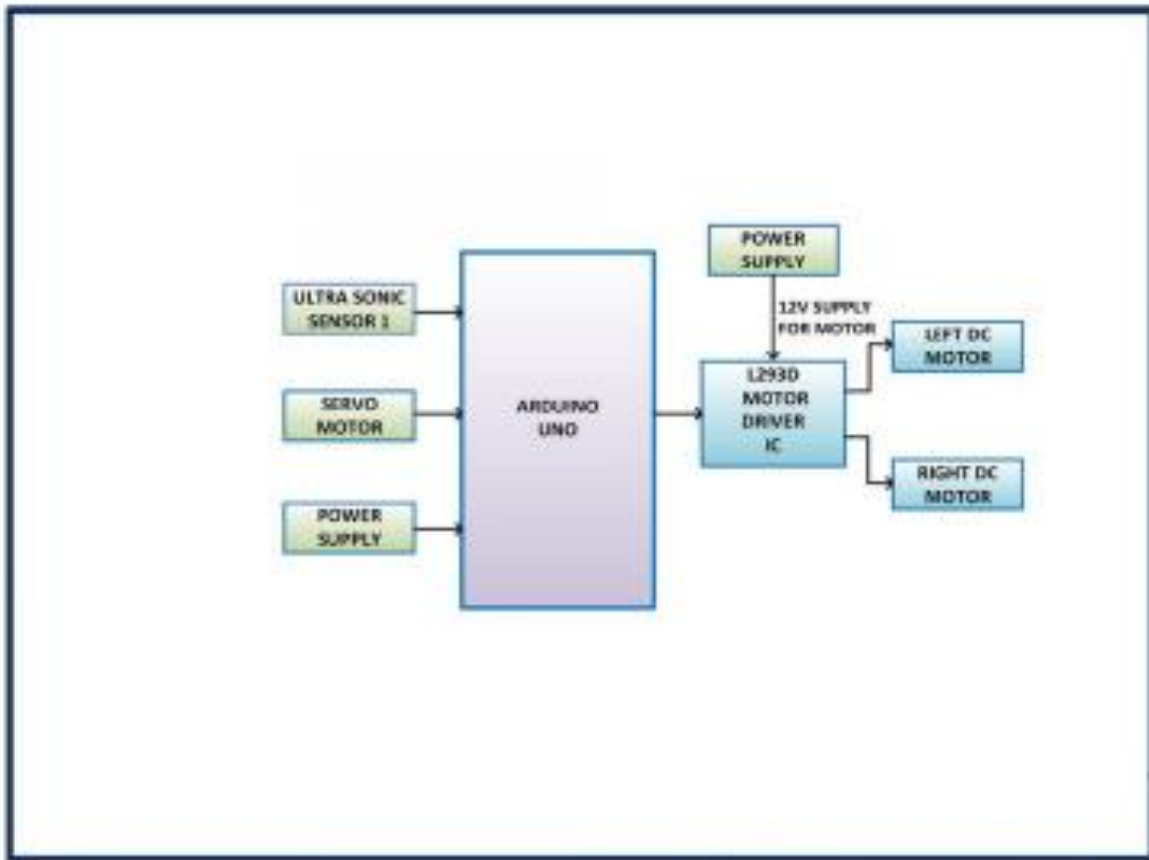 ULTRA SONIC
SENSOR 1
SERVO
MOTOR
POWER
SUPPLY
ARDUINO
UNO
POWER
SUPPLY
12V SUPPLY
FOR MOTOR
L293D
MOTOR
DRIVER
IC
LEFT DC
MOTOR
RIGHT DC
MOTOR